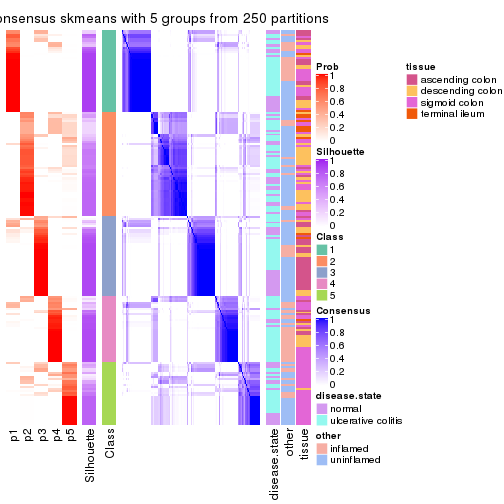 onsensus skmeans with 5 groups from 250 partitions
Prob
1
0.8
0.6
0.4
0.2
0
Silhouette
1
0.8
0.6
0.4
0.2
0
Class
1
2
3
4
5
Consensus
1
0.8
0.6
0.4
0.2
0
disease.state
normal
ulcerative colitis
other
inflamed
uninflamed
tissue
ascending colon
descending colon
sigmoid colon
terminal ileum
p1
p2
p3
p4
p5
Silhouette
Class
disease.state
other
tissue